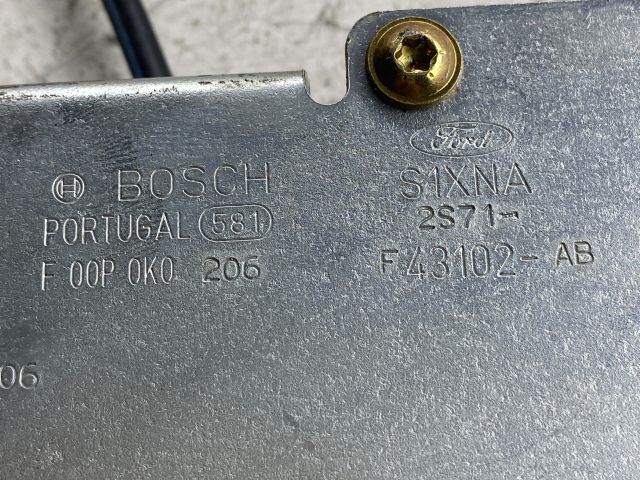 BOSCH
PORTUGAL 581
F 00P 0K0 206
Ford
S1XNA
2S71-
F43102-AB
06